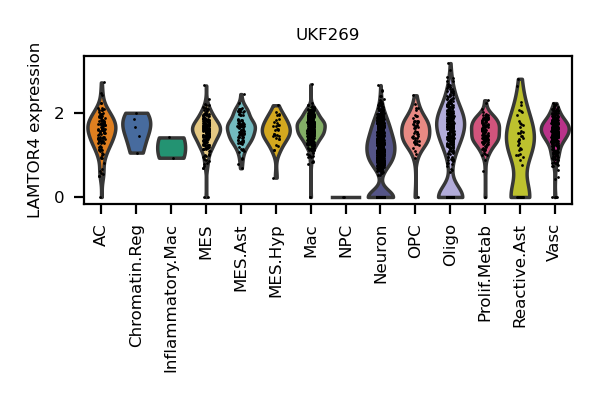 UKF269
LAMTOR4 expression
2
0
AC
Chromatin.Reg
Inflammatory.Mac
MES
MES.Ast
MES.Hyp
Mac
NPC
Neuron
OPC
Oligo
Prolif.Metab
Reactive.Ast
Vasc